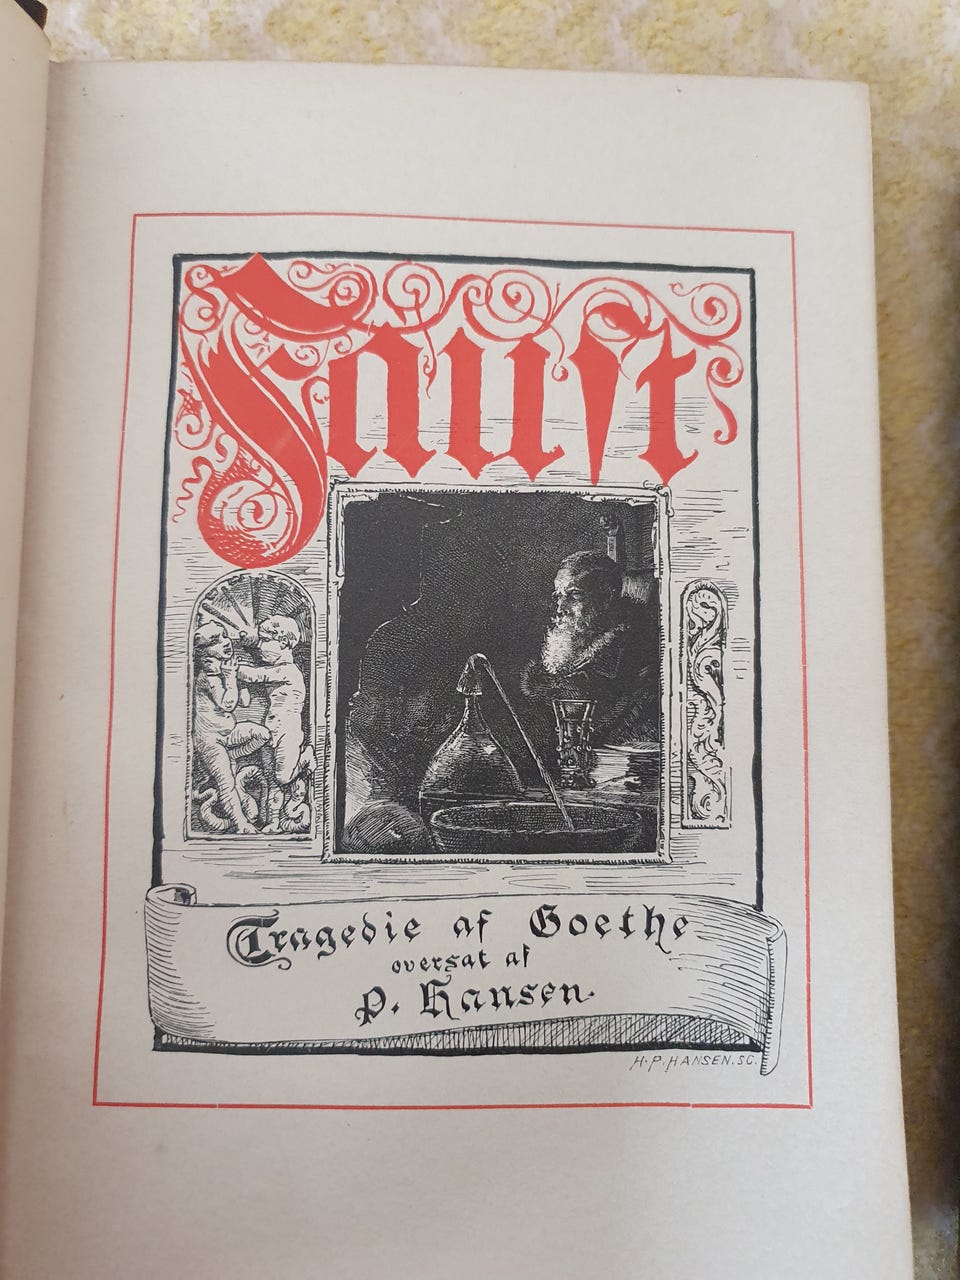 Faust
Tragedie af Goethe
oversat af
P. Hansen.
H.P.HANSEN.SC.